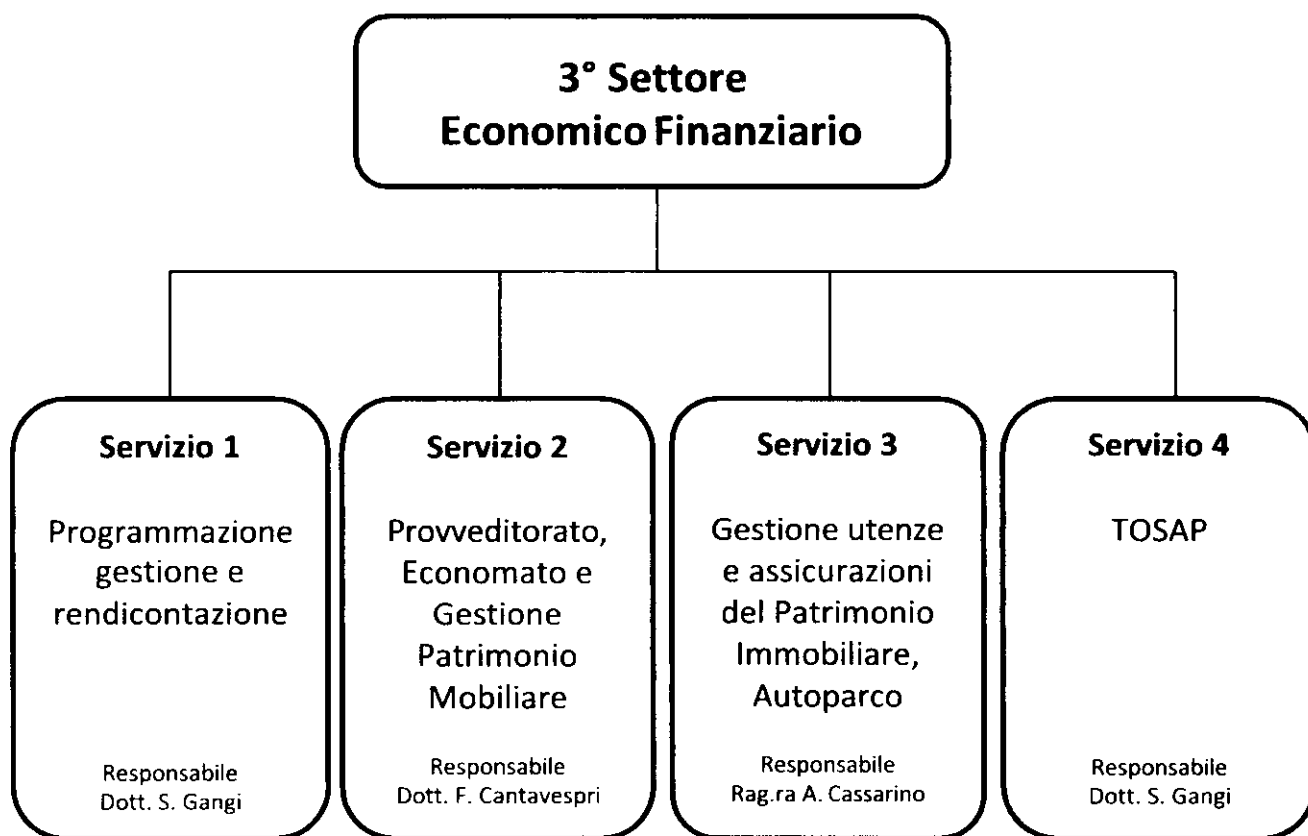 3° Settore
Economico Finanziario
Servizio 1
Programmazione
gestione e
rendicontazione
Responsabile
Dott. S. Gangi
Servizio 2
Provveditorato,
Economato e
Gestione
Patrimonio
Mobiliare
Responsabile
Dott. F. Cantavespri
Servizio 3
Gestione utenze
e assicurazioni
del Patrimonio
Immobiliare,
Autoparco
Responsabile
Rag.ra A. Cassarino
Servizio 4
TOSAP
Responsabile
Dott. S. Gangi